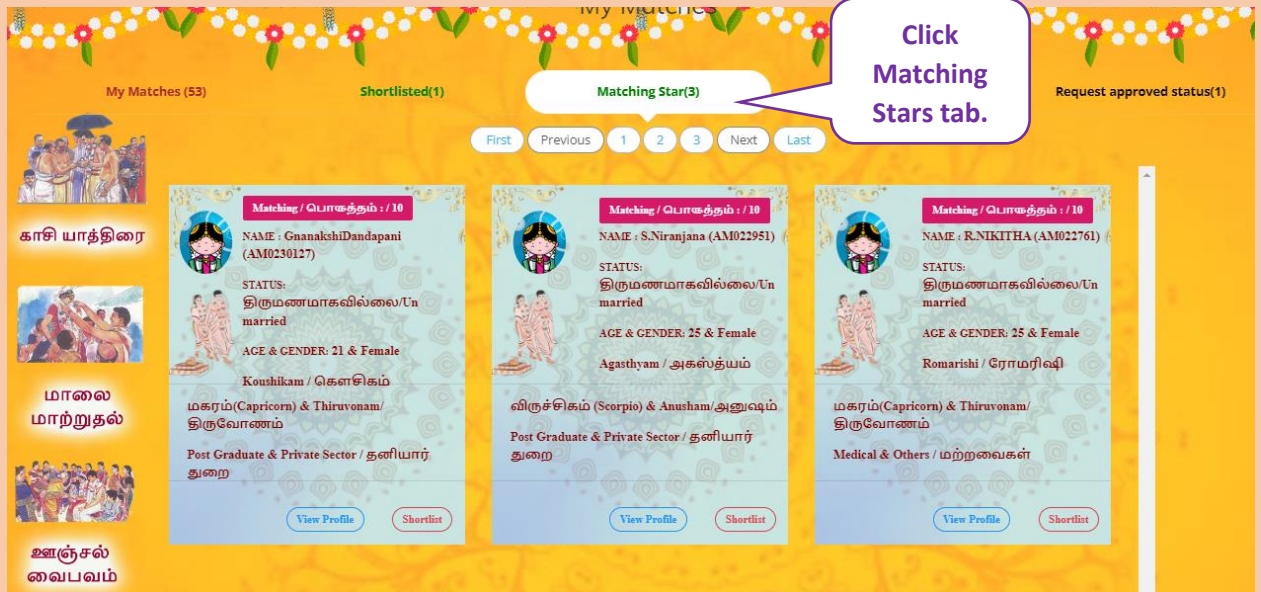 My Matches
Click
Matching
Stars tab.
My Matches (53)
Shortlisted(1)
Matching Star(3)
Request approved status(1)
First Previous 1 2 3 Next Last
காசி யாத்திரை
மாலை
மாற்றுதல்
ஊஞ்சல்
வைபவம்
Matching / பொருத்தம் : / 10
NAME : GnanakshiDandapani
(AM0230127)
STATUS:
திருமணமாகவில்லை/Un
married
AGE & GENDER: 21 & Female
Koushikam / கௌசிகம்
மகரம்(Capricorn) & Thiruvonam/
திருவோணம்
Post Graduate & Private Sector / தனியார்
துறை
View Profile Shortlist
Matching / பொருத்தம் : / 10
NAME : S.Niranjana (AM022951)
STATUS:
திருமணமாகவில்லை/Un
married
AGE & GENDER: 25 & Female
Agasthyam / அகஸ்த்யம்
விருச்சிகம் (Scorpio) & Anusham/அனுஷம்
Post Graduate & Private Sector / தனியார்
துறை
View Profile Shortlist
Matching / பொருத்தம் : / 10
NAME : R.NIKITHA (AM022761)
STATUS:
திருமணமாகவில்லை/Un
married
AGE & GENDER: 25 & Female
Romarishi / ரோமரிஷி
மகரம்(Capricorn) & Thiruvonam/
திருவோணம்
Medical & Others / மற்றவைகள்
View Profile Shortlist